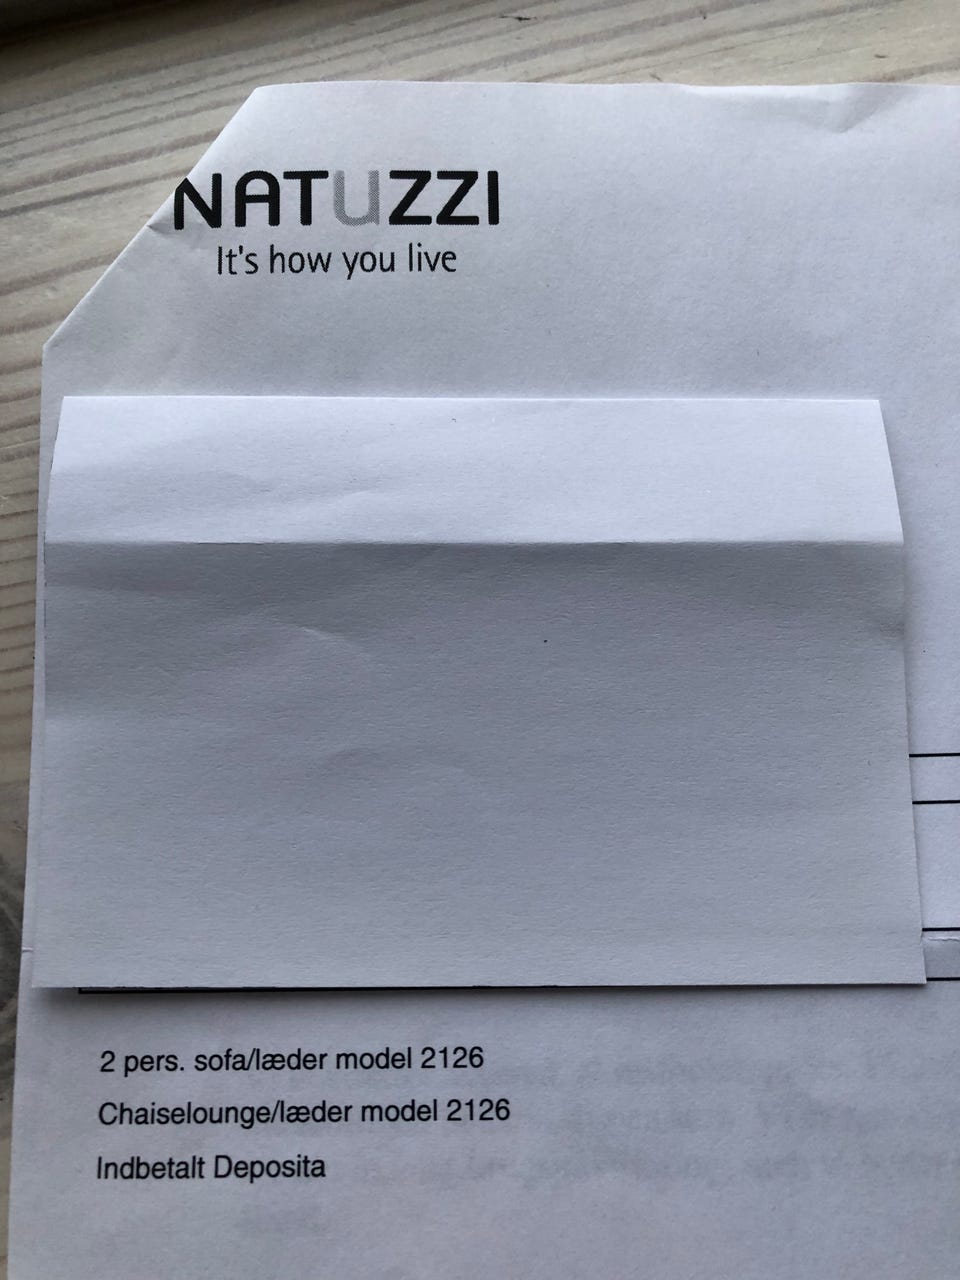 NATUZZI
It's how you live
2 pers. sofa/læder model 2126
Chaiselounge/læder model 2126
Indbetalt Deposita